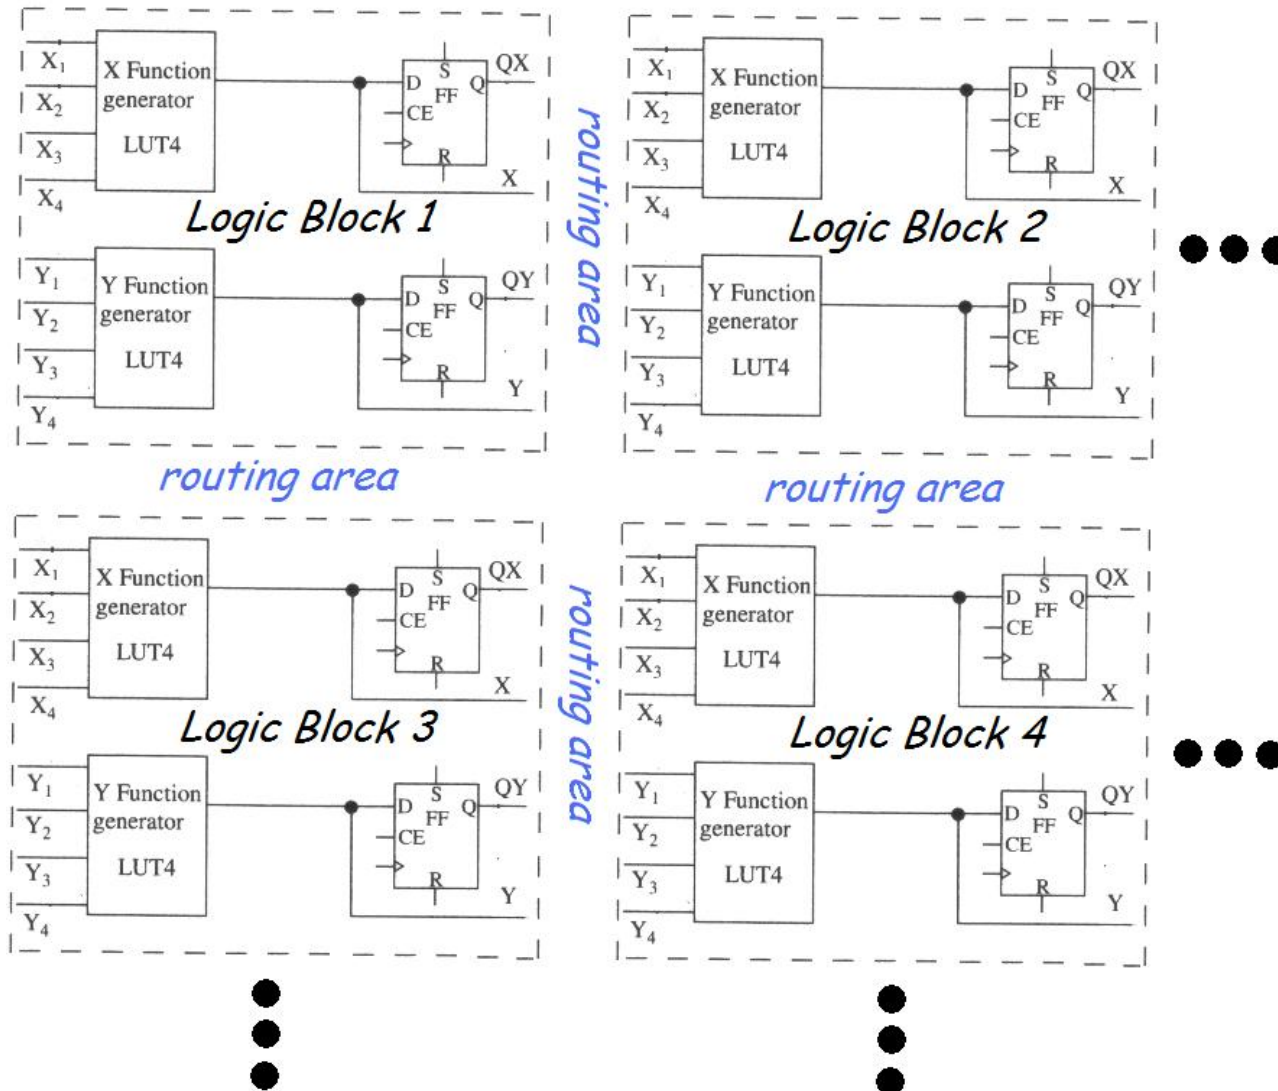 X1
X2
X3
X4
X Function
generator
LUT4
D
S
FF
Q
CE
R
QX
X
Logic Block 1
Y1
Y2
Y3
Y4
Y Function
generator
LUT4
D
S
FF
Q
CE
R
QY
Y
routing area
X1
X2
X3
X4
X Function
generator
LUT4
D
S
FF
Q
CE
R
QX
X
Logic Block 2
Y1
Y2
Y3
Y4
Y Function
generator
LUT4
D
S
FF
Q
CE
R
QY
Y
routing area
routing area
X1
X2
X3
X4
X Function
generator
LUT4
D
S
FF
Q
CE
R
QX
X
Logic Block 3
Y1
Y2
Y3
Y4
Y Function
generator
LUT4
D
S
FF
Q
CE
R
QY
Y
routing area
X1
X2
X3
X4
X Function
generator
LUT4
D
S
FF
Q
CE
R
QX
X
Logic Block 4
Y1
Y2
Y3
Y4
Y Function
generator
LUT4
D
S
FF
Q
CE
R
QY
Y